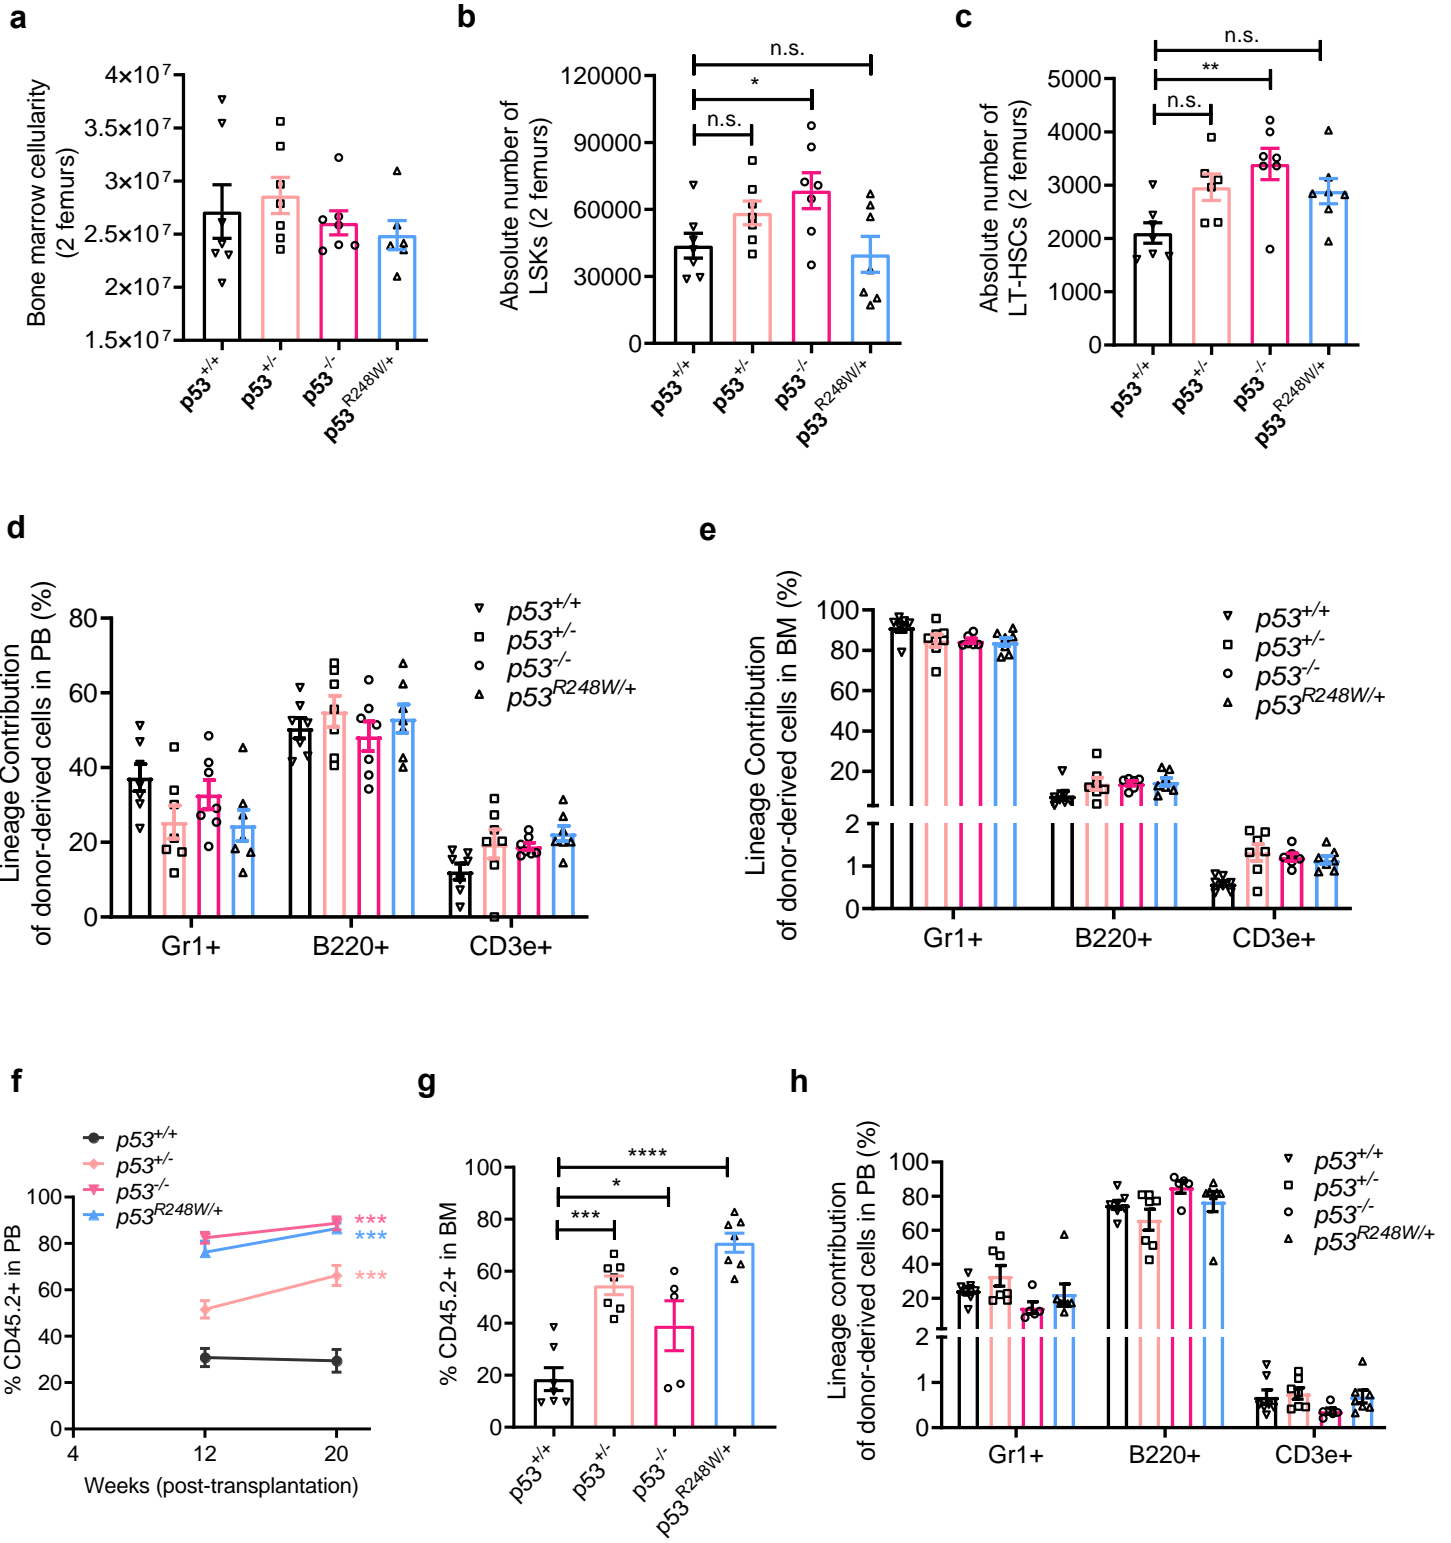 a
Bone marrow cellularity
(2 femurs)
4×10⁷
3.5×10⁷
3×10⁷
2.5×10⁷
2×10⁷
1.5×10⁷
p53+/+
p53+/-
p53-/-
p53R248W/+
b
Absolute number of
LSKs (2 femurs)
120000
90000
60000
30000
0
n.s.
*
n.s.
p53+/+
p53+/-
p53-/-
p53R248W/+
c
Absolute number of
LT-HSCs (2 femurs)
5000
4000
3000
2000
1000
0
n.s.
**
n.s.
p53+/+
p53+/-
p53-/-
p53R248W/+
d
Lineage Contribution
of donor-derived cells in PB (%)
80
60
40
20
0
p53+/+
p53+/-
p53-/-
p53R248W/+
Gr1+
B220+
CD3e+
e
Lineage Contribution
of donor-derived cells in BM (%)
100
80
60
40
20
2
1
0
p53+/+
p53+/-
p53-/-
p53R248W/+
Gr1+
B220+
CD3e+
f
p53+/+
p53+/-
p53-/-
p53R248W/+
% CD45.2+ in PB
100
80
60
40
20
0
***
***
***
4
12
20
Weeks (post-transplantation)
g
% CD45.2+ in BM
100
80
60
40
20
0
****
*
***
p53+/+
p53+/-
p53-/-
p53R248W/+
h
Lineage contribution
of donor-derived cells in PB (%)
100
80
60
40
20
2
1
0
p53+/+
p53+/-
p53-/-
p53R248W/+
Gr1+
B220+
CD3e+